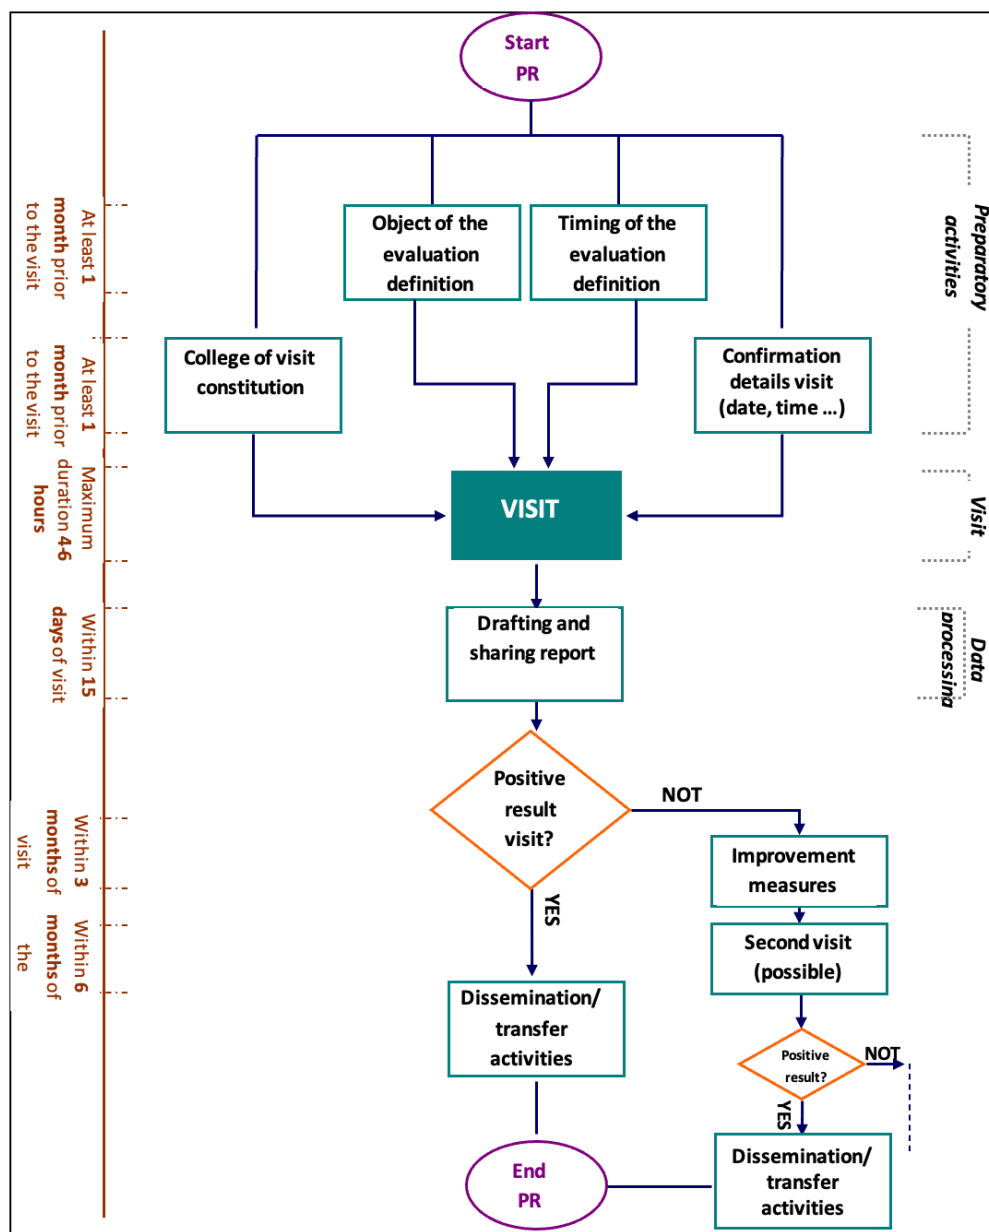 Start
PR
Object of the
evaluation
definition
Timing of the
evaluation
definition
College of visit
constitution
Confirmation
details visit
(date, time ...)
VISIT
Drafting and
sharing report
Positive
result
visit?
NOT
YES
Improvement
measures
Second visit
(possible)
Positive
result?
NOT
YES
Dissemination/
transfer
activities
Dissemination/
transfer
activities
End
PR
At least 1
month prior
to the visit
At least 1
month prior
to the visit
Maximum
duration 4-6
hours
Within 15
days of visit
Within 3
months of
visit
Within 6
months of
the
Preparatory
activities
Visit
Data
processing